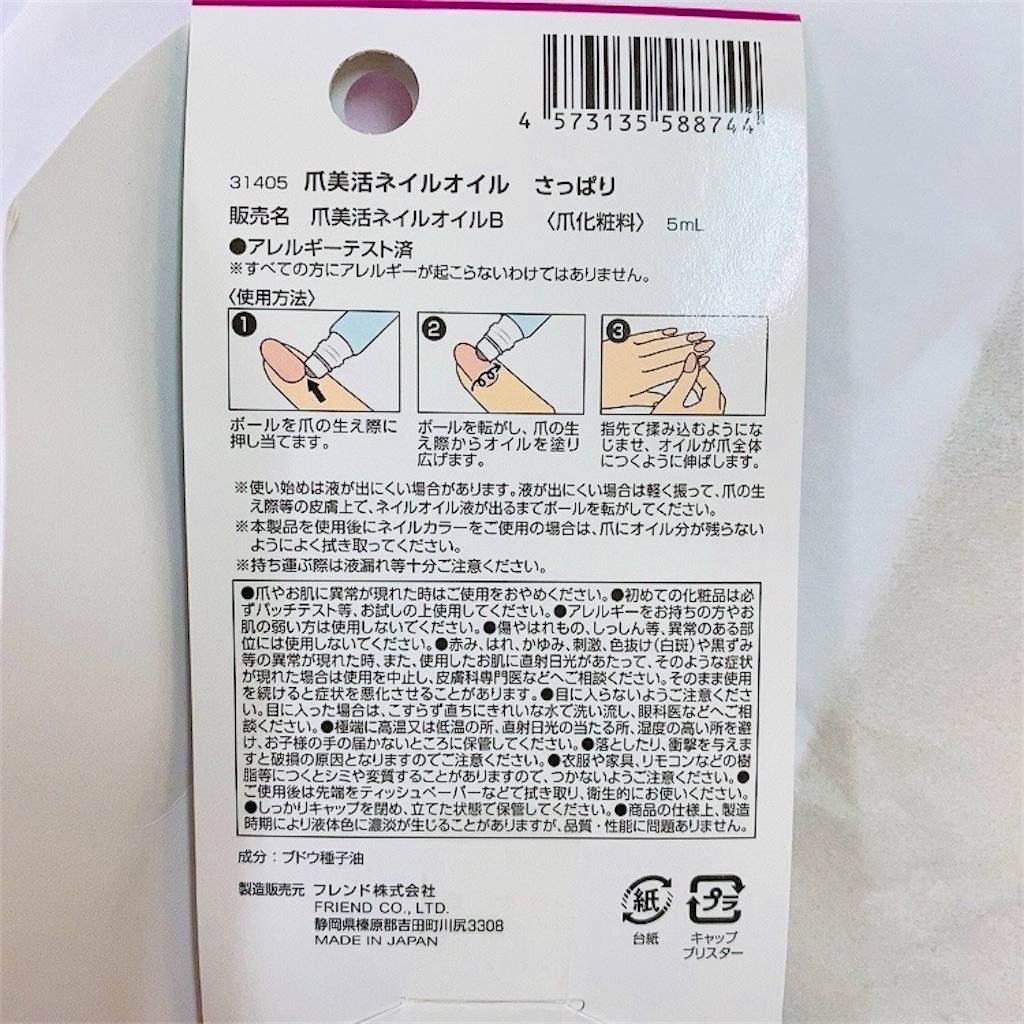 4 573135 588744
31405 爪美活ネイルオイル さっぱり
販売名 爪美活ネイルオイルB 〈爪化粧料〉 5mL
●アレルギーテスト済
※すべての方にアレルギーが起こらないわけではありません。
〈使用方法〉
1 2 3
ボールを爪の生え際に
押し当てます。
ボールを転がし、爪の生
え際からオイルを塗り
広げます。
指先で揉み込むようにな
じませ、オイルが爪全体
につくように伸ばします。
※使い始めは液が出にくい場合があります。液が出にくい場合は軽く振って、爪の生
え際等の皮膚上で、ネイルオイル液が出るまでボールを転がしてください。
※本製品を使用後にネイルカラーをご使用の場合は、爪にオイル分が残らない
ようによく拭き取ってください。
※持ち運ぶ際は液漏れ等十分ご注意ください。
●爪やお肌に異常が現れた時はご使用をおやめください。●初めての化粧品は必
ずパッチテスト等、お試しの上使用してください。●アレルギーをお持ちの方やお
肌の弱い方は使用しないでください。●傷やはれもの、しっしん等、異常のある部
位には使用しないでください。●赤み、はれ、かゆみ、刺激、色抜け(白斑)や黒ずみ
等の異常が現れた時、また、使用したお肌に直射日光があたって、そのような症状
が現れた場合は使用を中止し、皮膚科専門医などへご相談ください。そのまま使用
を続けると症状を悪化させることがあります。●目に入らないようご注意くださ
い。目に入った場合は、こすらず直ちにきれいな水で洗い流し、眼科医などへご相
談ください。●極端に高温又は低温の所、直射日光の当たる所、湿度の高い所を避
け、お子様の手の届かないところに保管してください。●落としたり、衝撃を与えま
すと破損の原因となりますのでご注意ください。●衣服や家具、リモコンなどの樹
脂等につくとシミや変質することがありますので、つかないようご注意ください。●
ご使用後は先端をティッシュペーパーなどで拭き取り、衛生的にお使いください。
●しっかりキャップを閉め、立てた状態で保管してください。●商品の仕様上、製造
時期により液体色に濃淡が生じることがありますが、品質・性能に問題ありません。
成分：ブドウ種子油
製造販売元 フレンド株式会社
FRIEND CO., LTD.
静岡県榛原郡吉田町川尻3308
MADE IN JAPAN
紙
台紙
プラ
キャップ
ブリスター